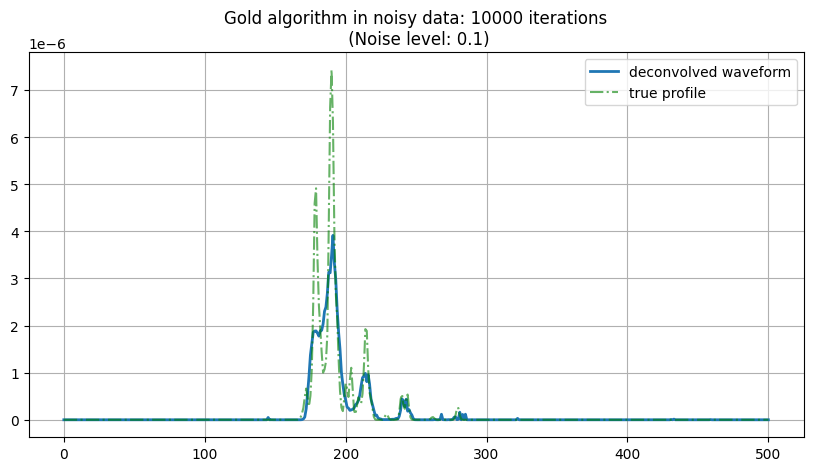 Gold algorithm in noisy data: 10000 iterations
(Noise level: 0.1)
1e−6
deconvolved waveform
true profile
7
6
5
4
3
2
1
0
0 100 200 300 400 500